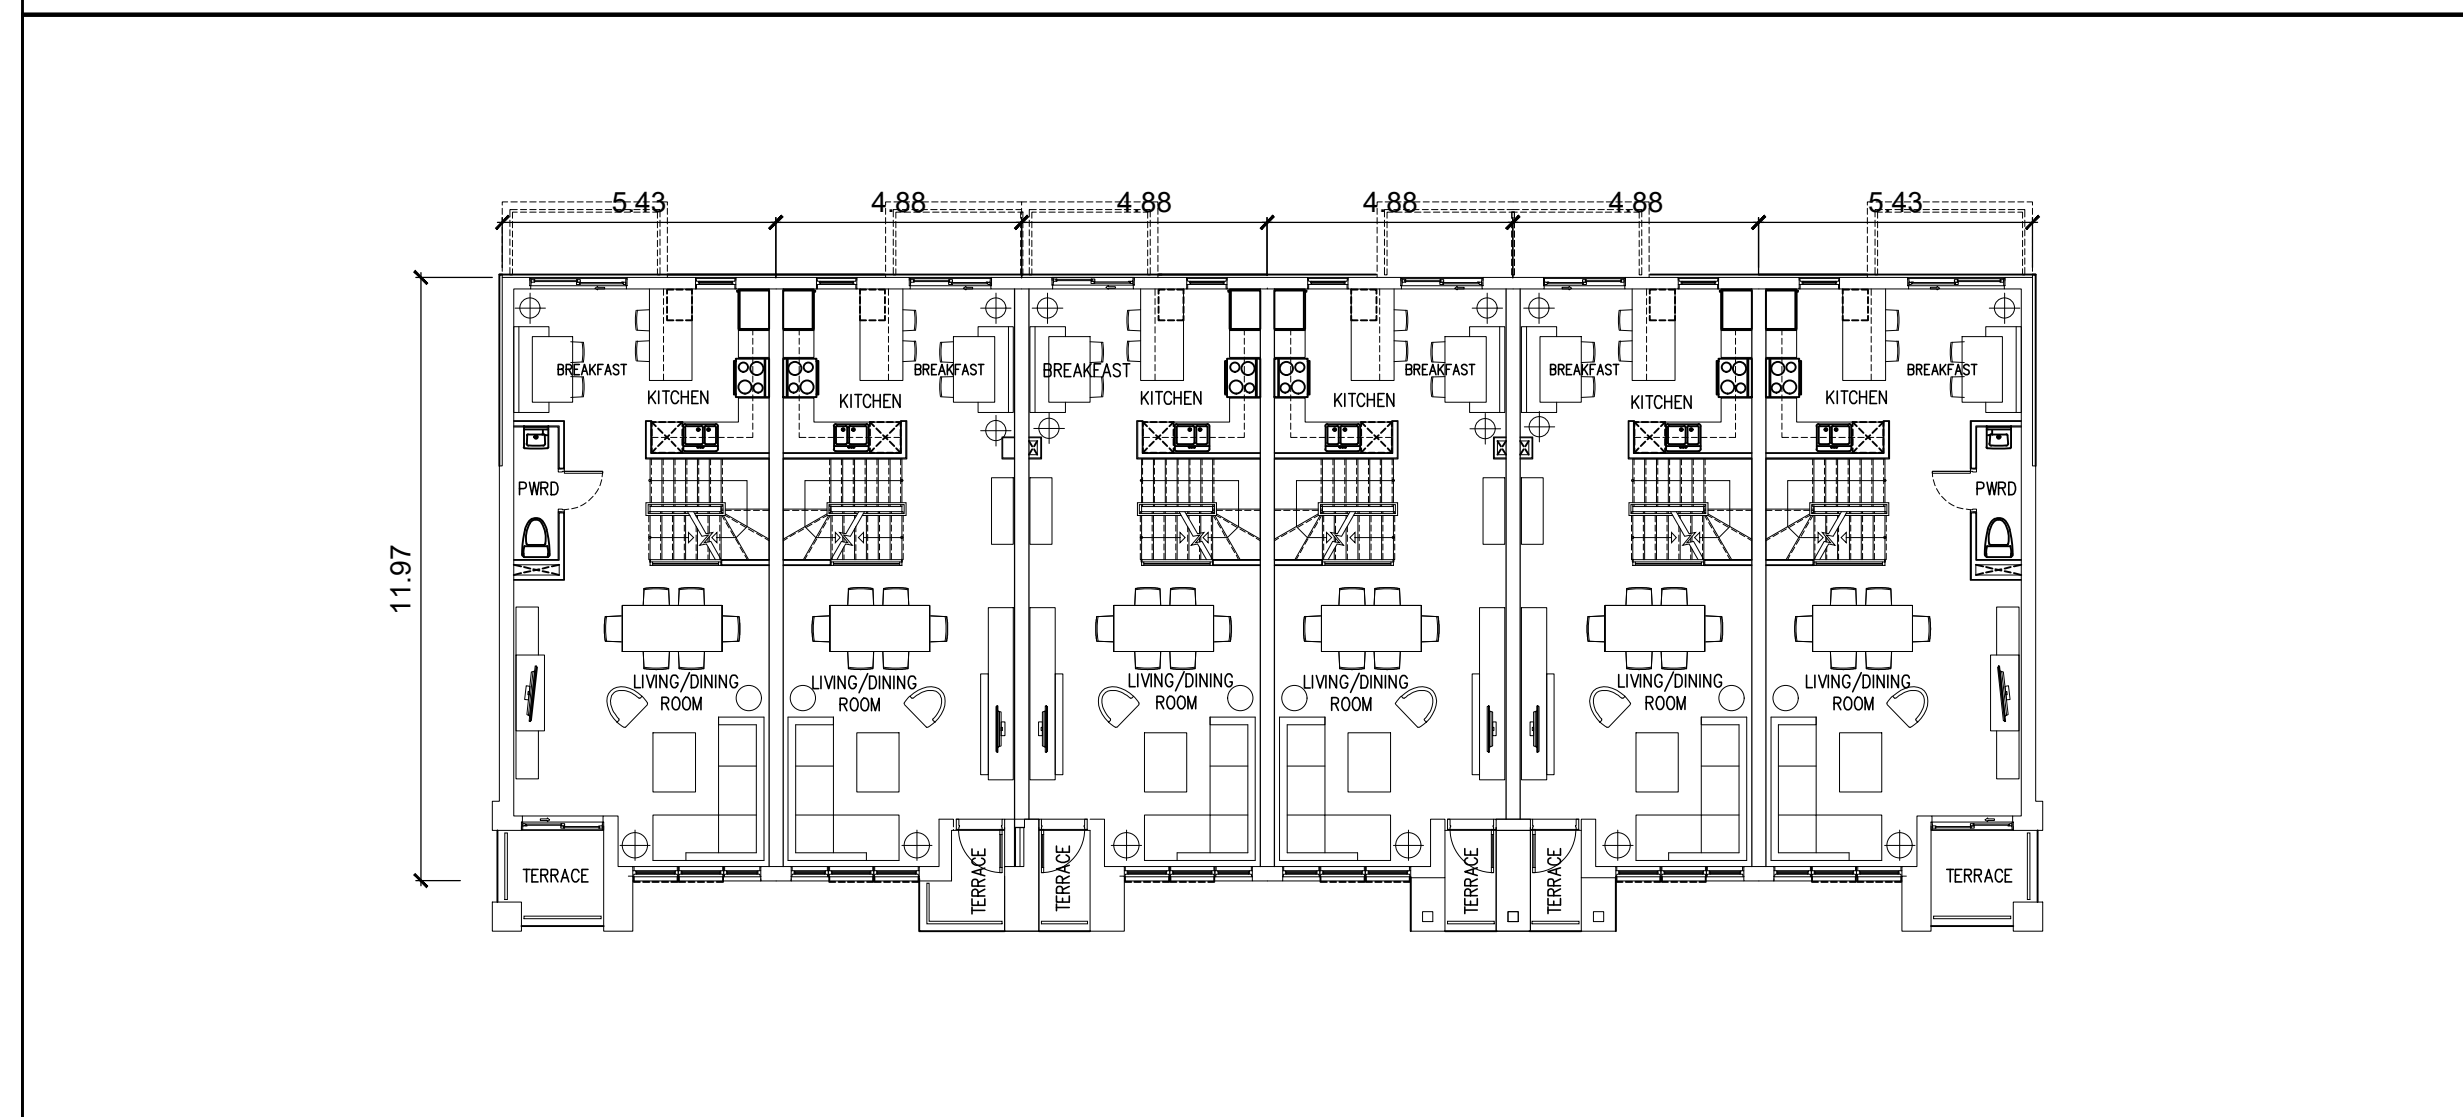 5.43 4.88 4.88 4.88 4.88 5.43
BREAKFAST BREAKFAST BREAKFAST BREAKFAST BREAKFAST BREAKFAST
KITCHEN KITCHEN KITCHEN KITCHEN KITCHEN KITCHEN
PWRD PWRD
11.97
LIVING/DINING LIVING/DINING LIVING/DINING LIVING/DINING LIVING/DINING LIVING/DINING
ROOM ROOM ROOM ROOM ROOM ROOM
TERRACE TERRACE TERRACE TERRACE TERRACE TERRACE